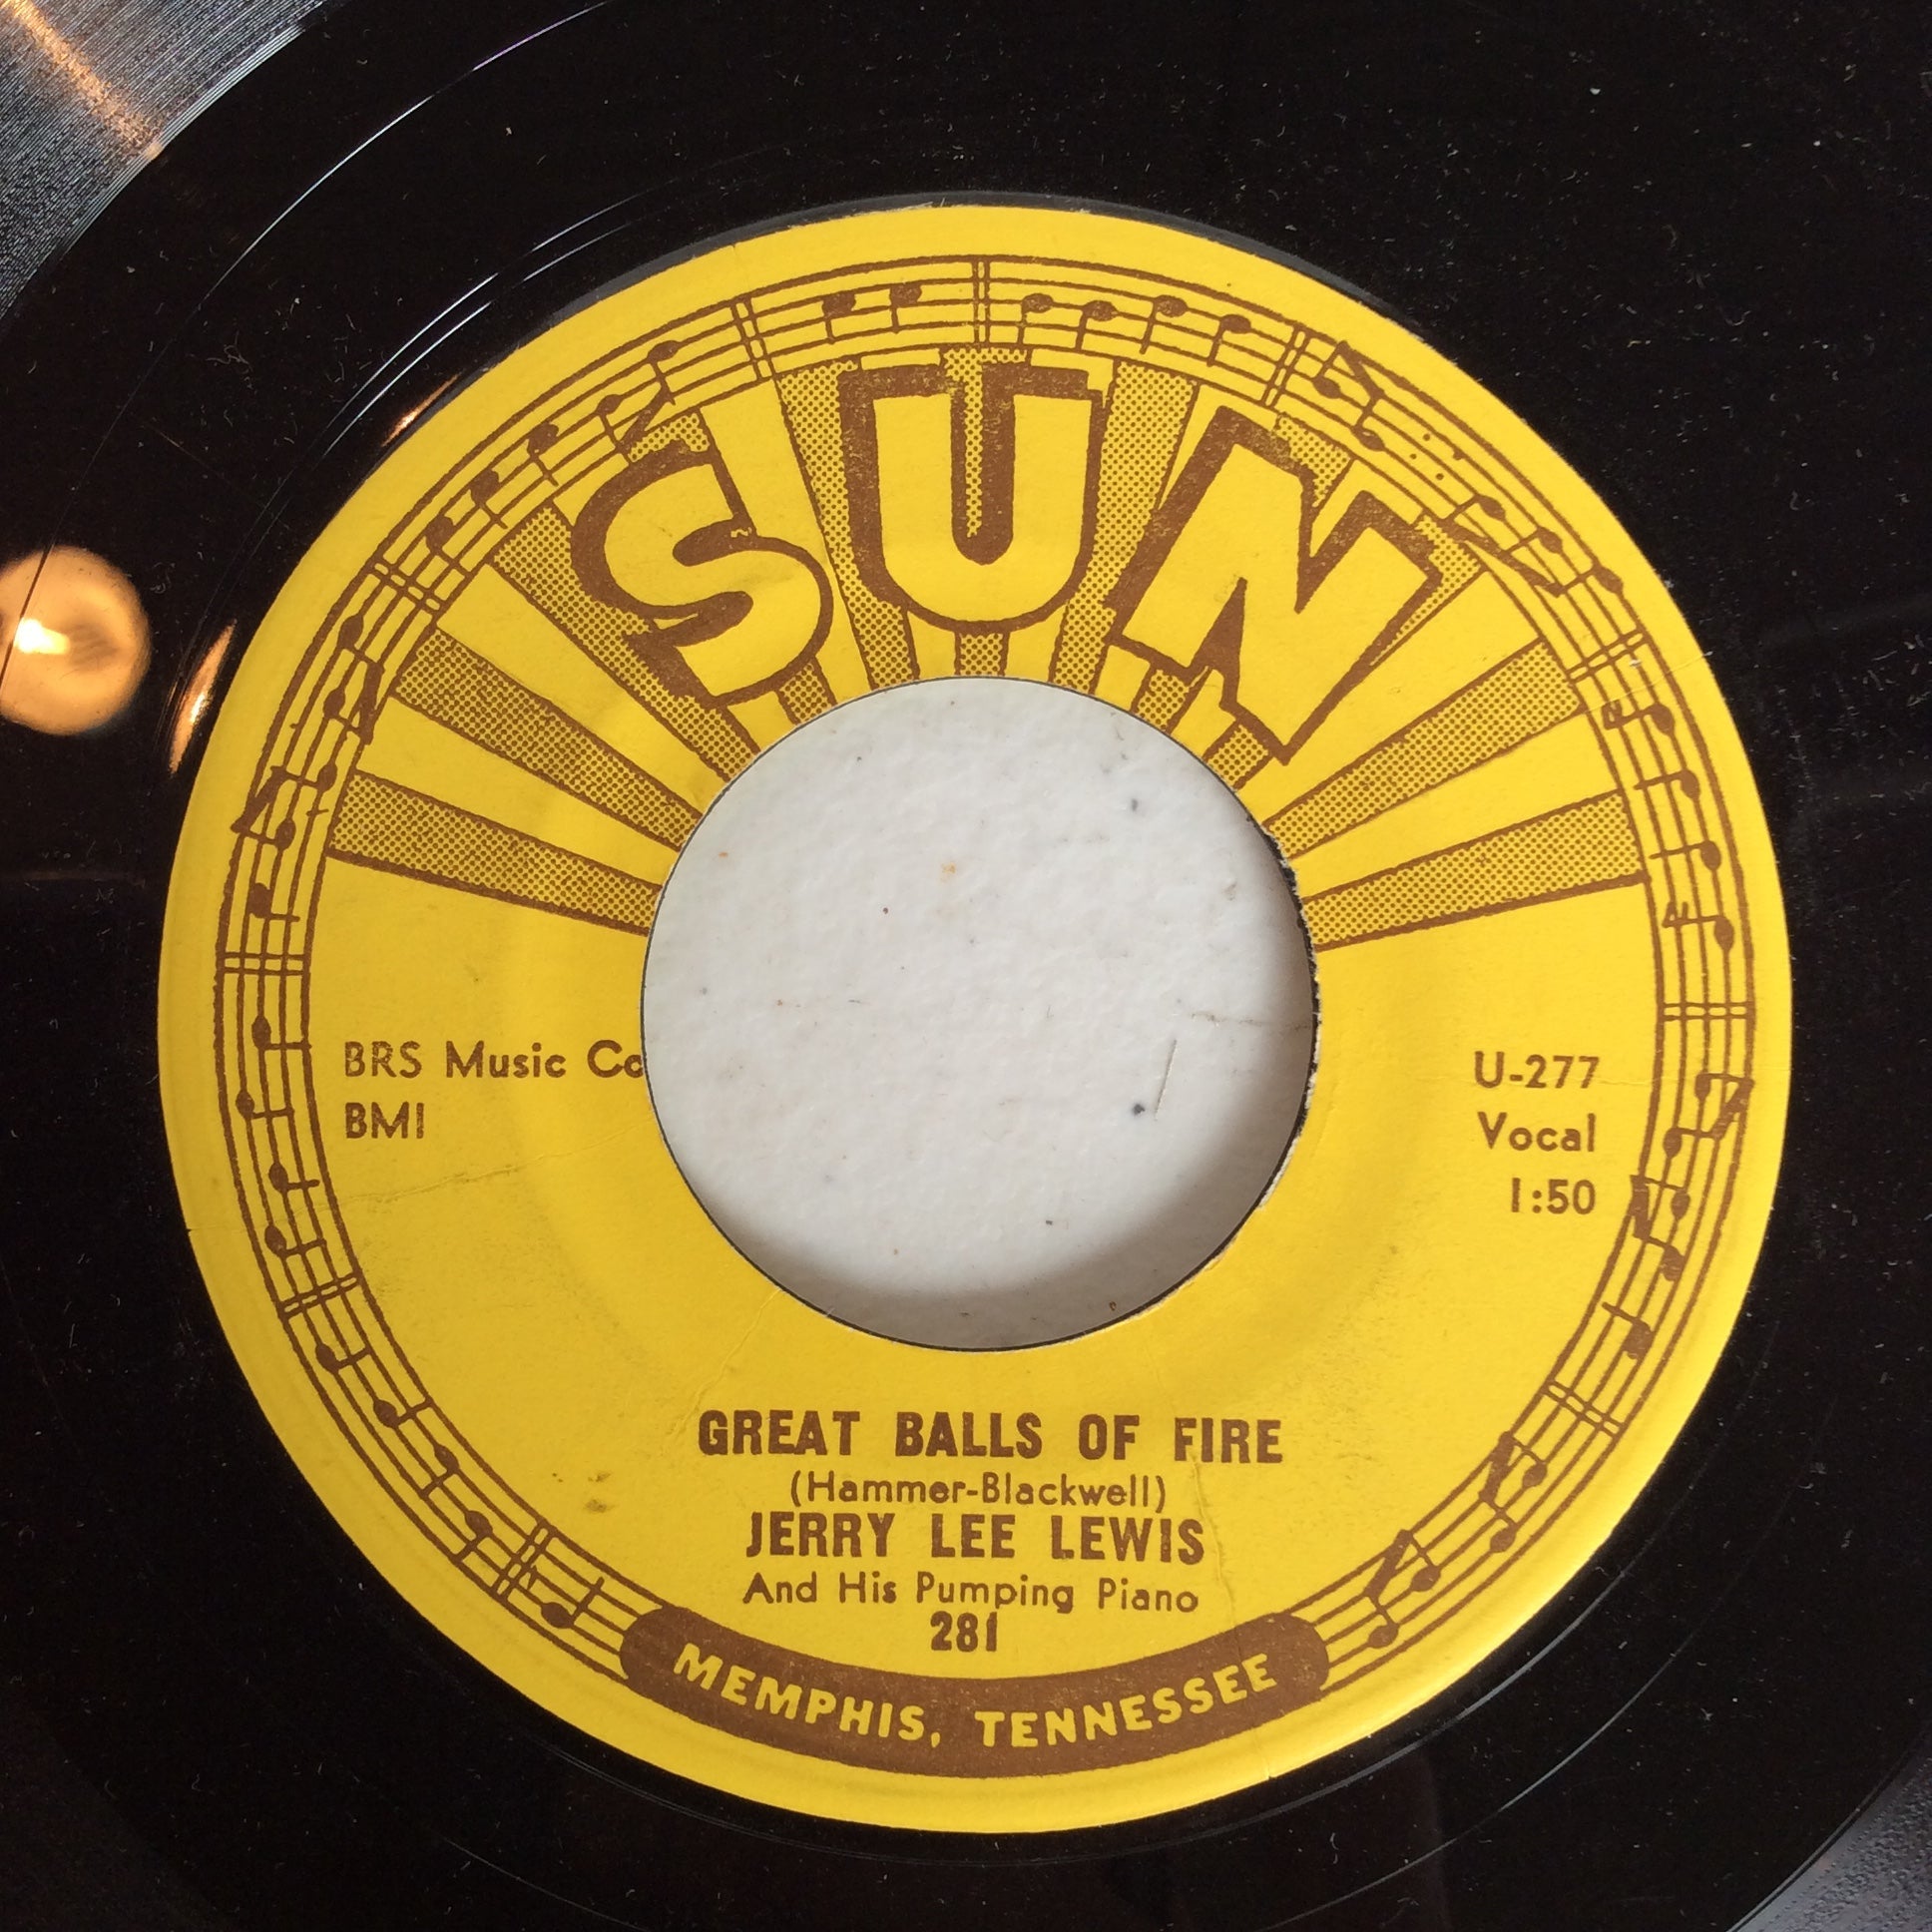 SUN
BRS Music Co
BMI
U-277
Vocal
1:50
GREAT BALLS OF FIRE
(Hammer-Blackwell)
JERRY LEE LEWIS
And His Pumping Piano
281
MEMPHIS, TENNESSEE